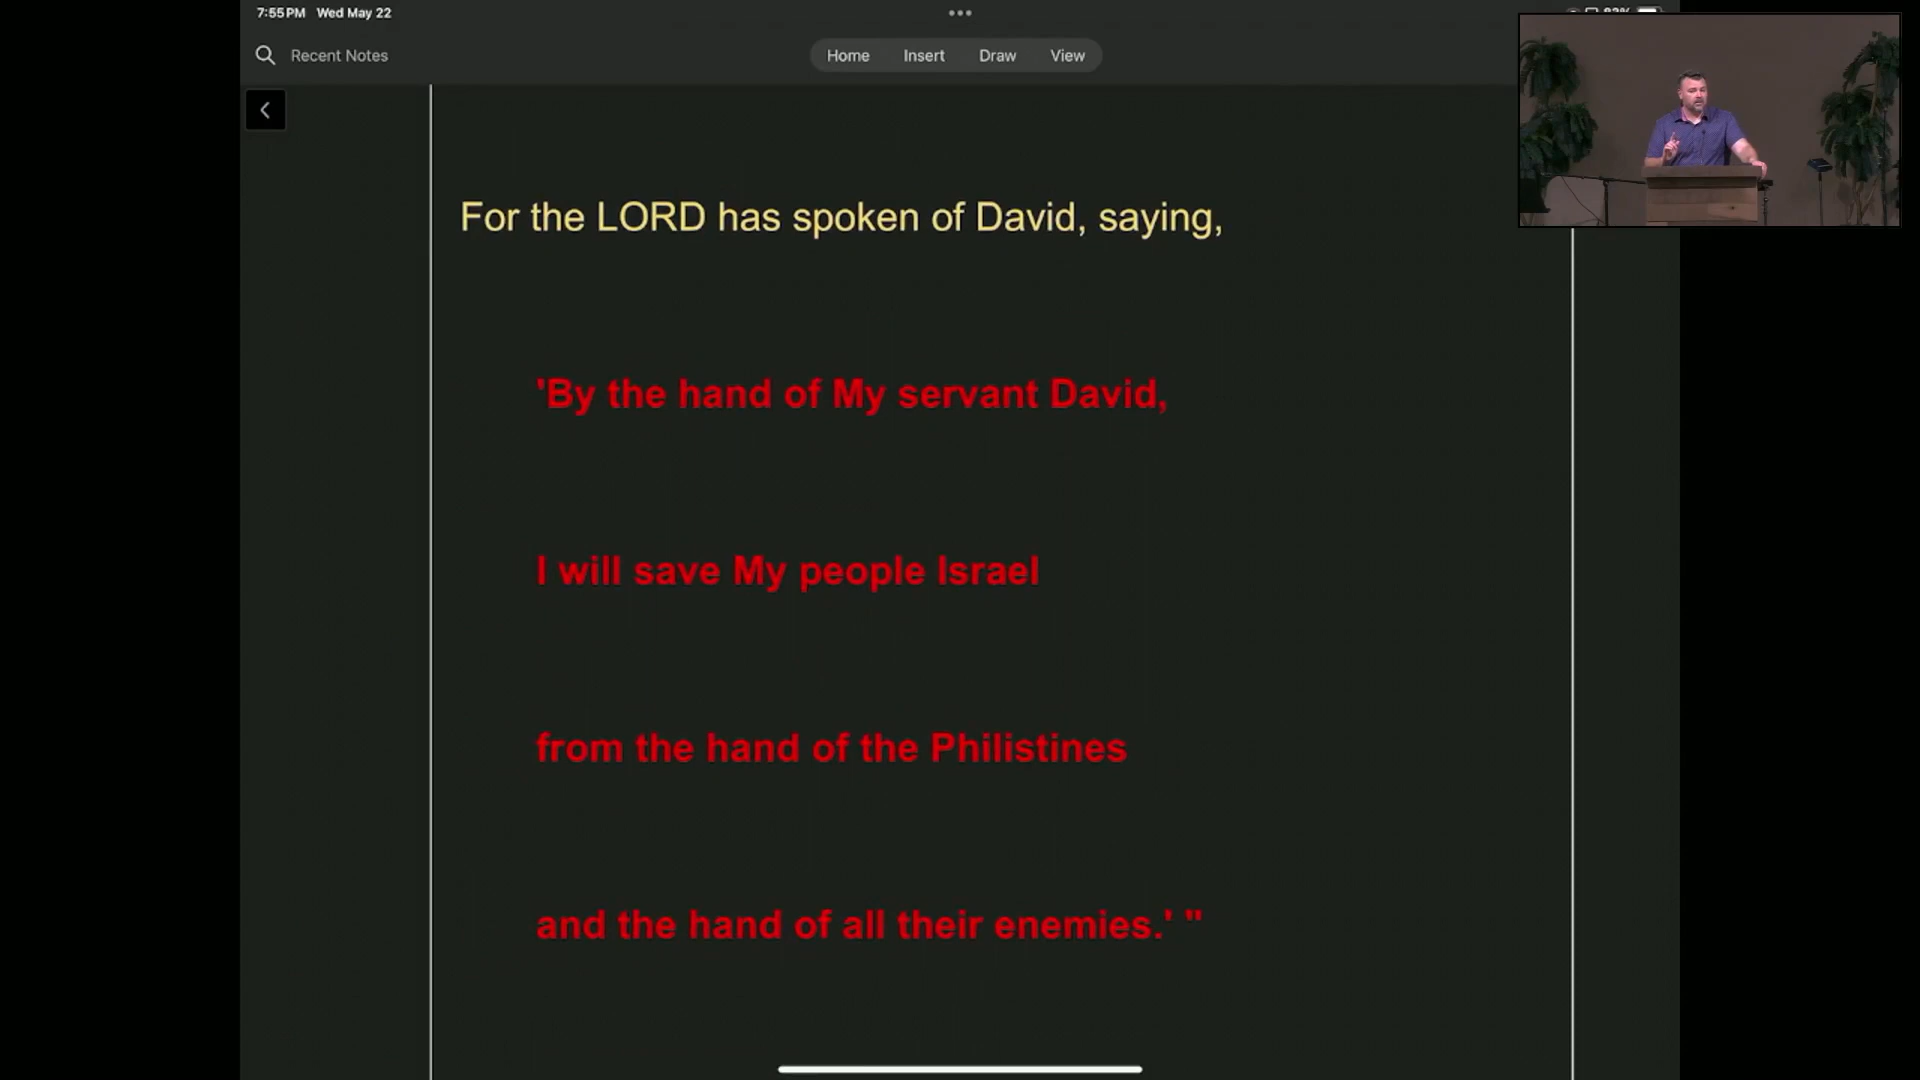 7:55 PM Wed May 22
Recent Notes
Home Insert Draw View
For the LORD has spoken of David, saying,
'By the hand of My servant David,
I will save My people Israel
from the hand of the Philistines
and the hand of all their enemies.' "